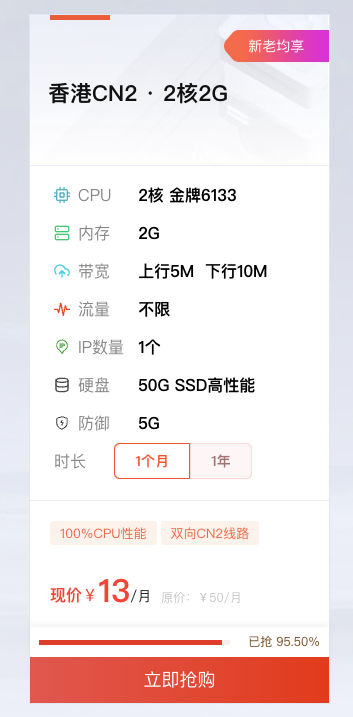 新老均享
香港CN2 · 2核2G
CPU 2核 金牌6133
内存 2G
带宽 上行5M 下行10M
流量 不限
IP数量 1个
硬盘 50G SSD高性能
防御 5G
时长 1个月 1年
100%CPU性能 双向CN2线路
现价¥13/月 原价：¥50/月
已抢 95.50%
立即抢购